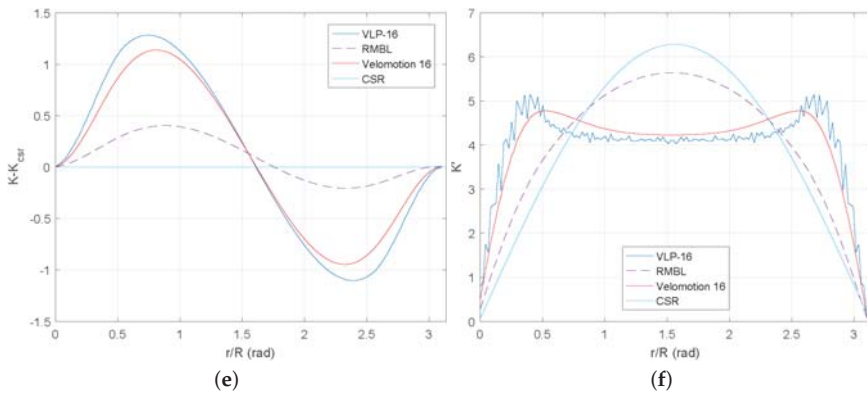 1.5
1
0.5
0
-0.5
-1
-1.5
K-K_csr
0 0.5 1 1.5 2 2.5 3
r/R (rad)
VLP-16
RMBL
Velomotion 16
CSR
(e)
7
6
5
4
3
2
1
0
K'
VLP-16
RMBL
Velomotion 16
CSR
0 0.5 1 1.5 2 2.5 3
r/R (rad)
(f)